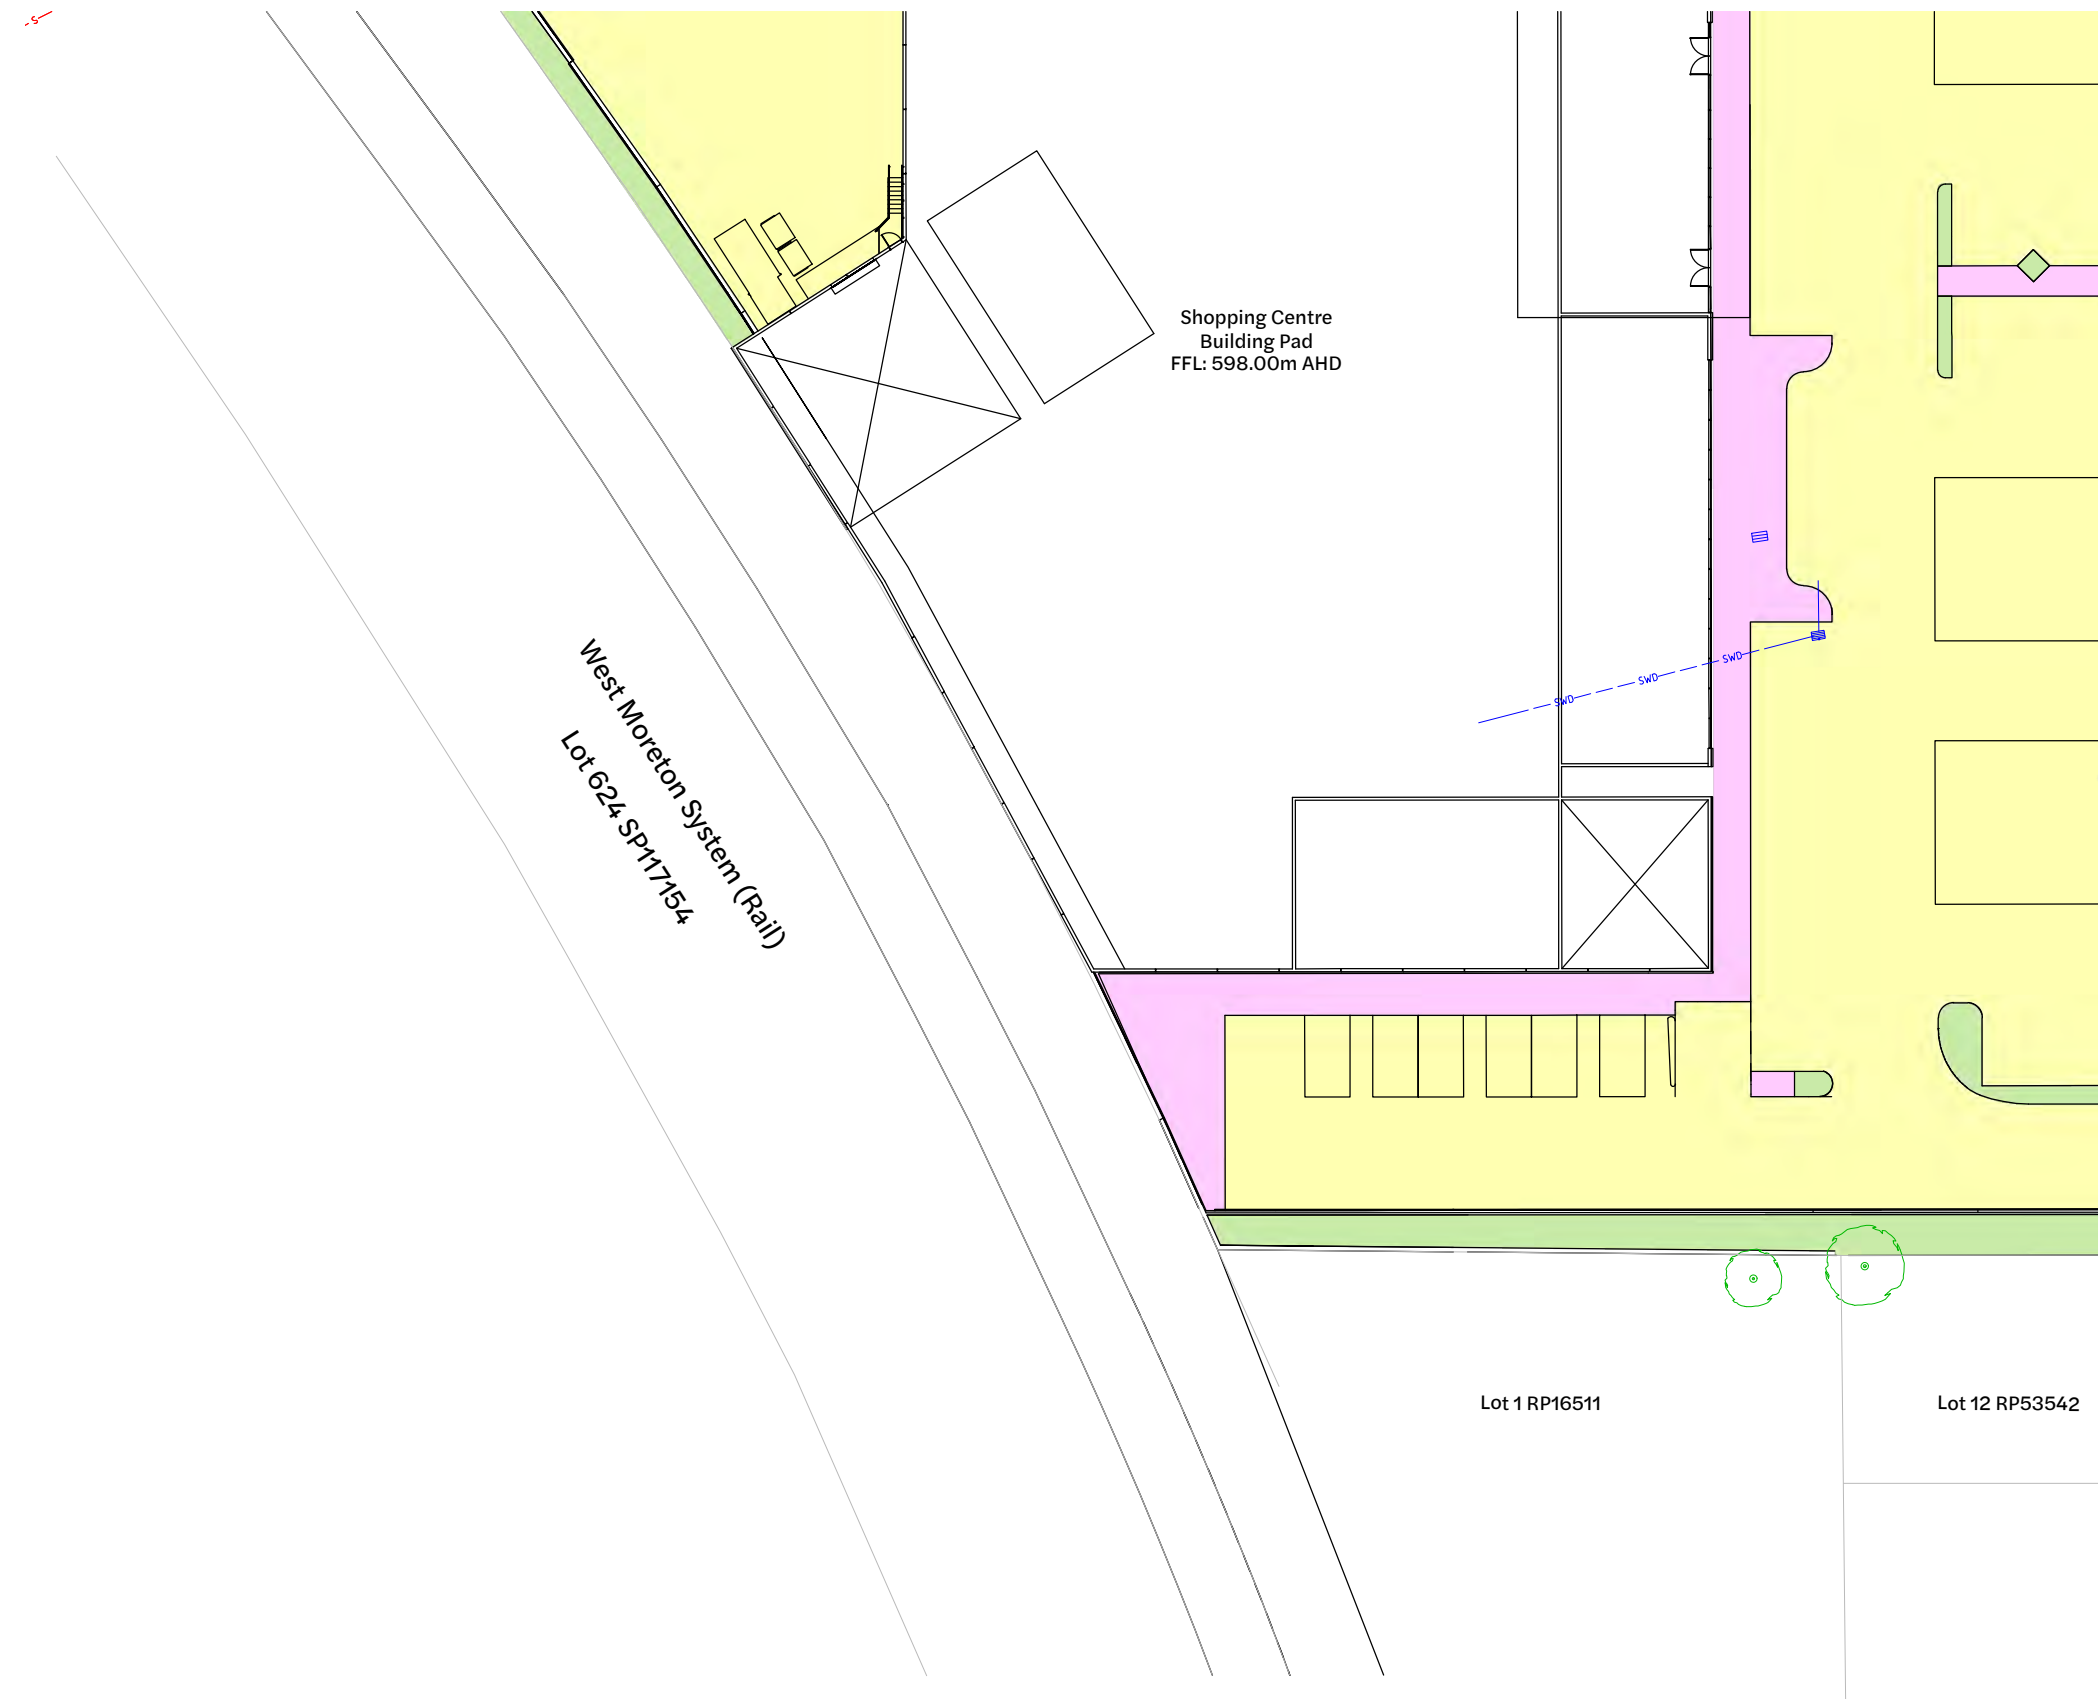 S
Shopping Centre
Building Pad
FFL: 598.00m AHD
West Moreton System (Rail)
Lot 624 SP117154
SWD
SWD
SWD
Lot 1 RP16511
Lot 12 RP53542